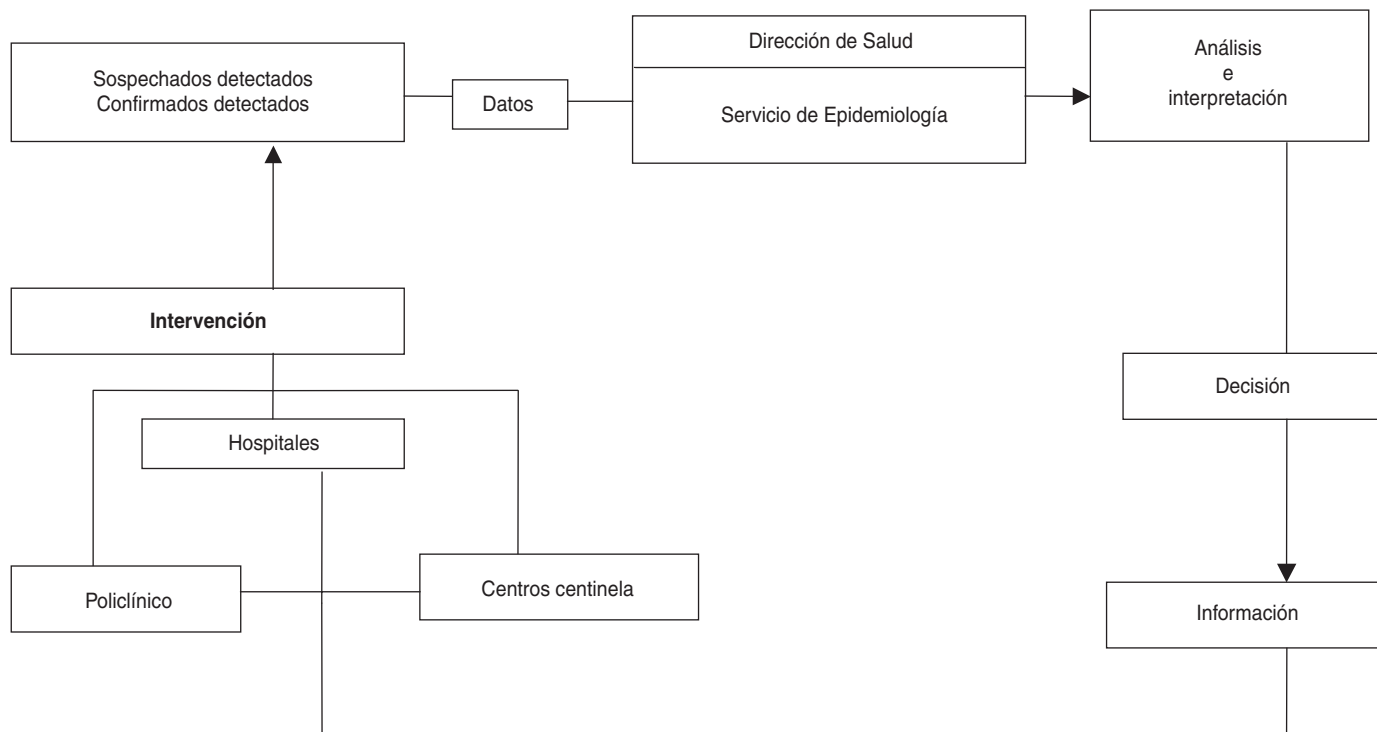 Sospechados detectados
Confirmados detectados
Datos
Dirección de Salud
Servicio de Epidemiología
Análisis
e
interpretación
Intervención
Hospitales
Policlínico
Centros centinela
Decisión
Información